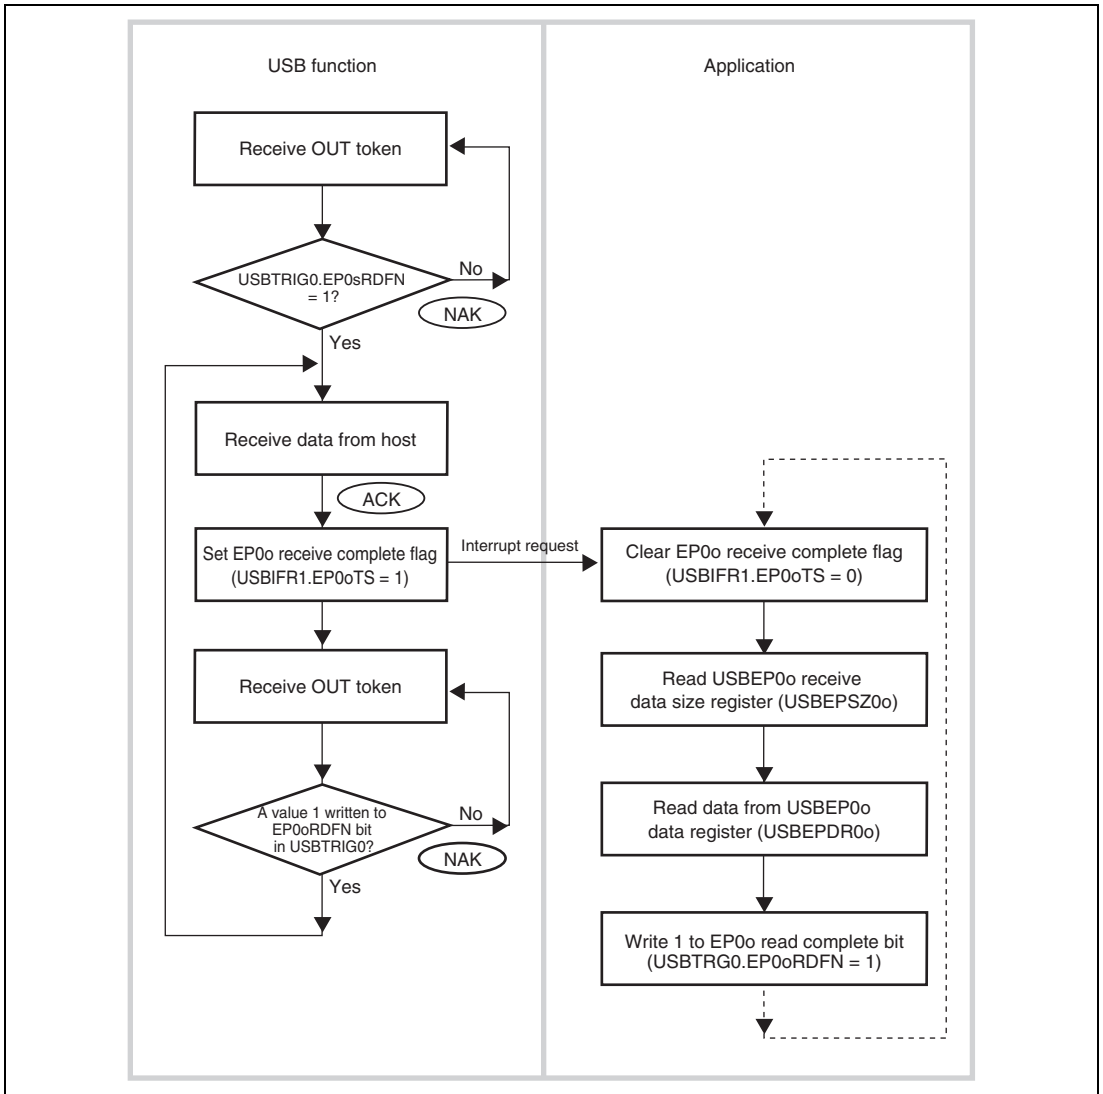 USB function
Application
Receive OUT token
USBTRIG0.EP0sRDFN
= 1?
No
NAK
Yes
Receive data from host
ACK
Set EP0o receive complete flag
(USBIFR1.EP0oTS = 1)
Interrupt request
Clear EP0o receive complete flag
(USBIFR1.EP0oTS = 0)
Receive OUT token
Read USBEP0o receive
data size register (USBEPSZ0o)
A value 1 written to
EP0oRDFN bit
in USBTRIG0?
No
NAK
Yes
Read data from USBEP0o
data register (USBEPDR0o)
Write 1 to EP0o read complete bit
(USBTRG0.EP0oRDFN = 1)